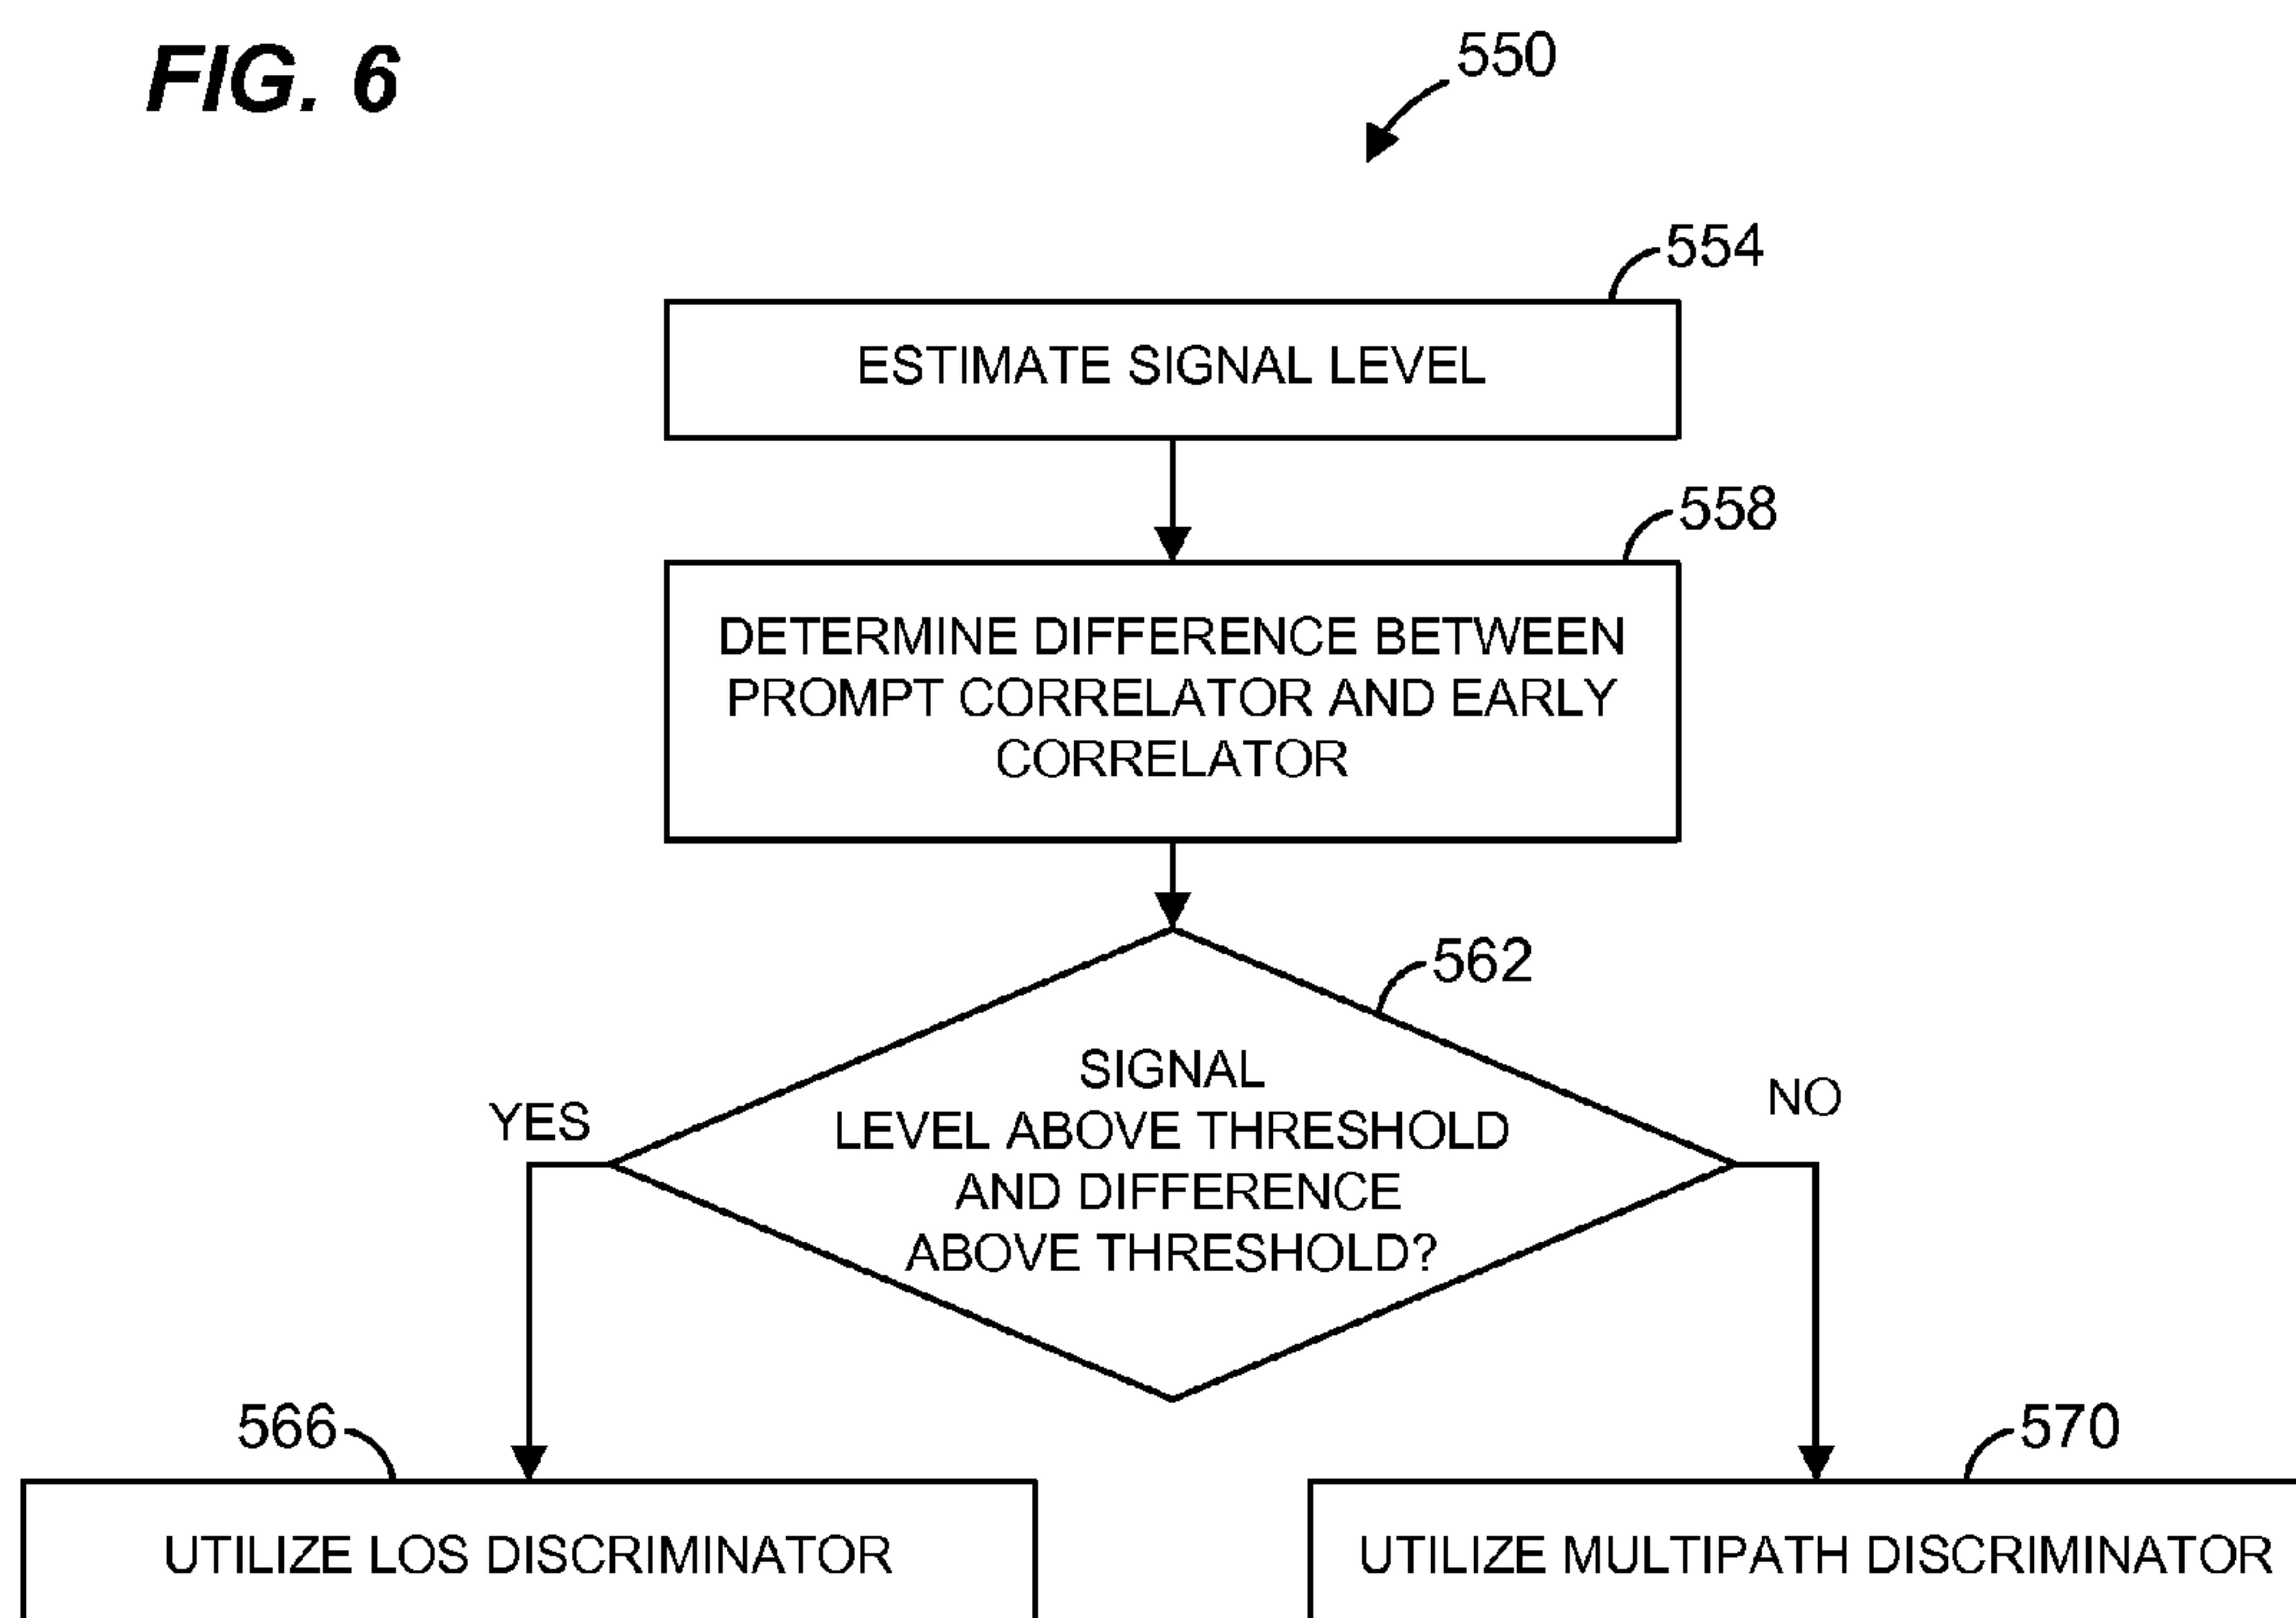 FIG. 6
550
554
ESTIMATE SIGNAL LEVEL
558
DETERMINE DIFFERENCE BETWEEN
PROMPT CORRELATOR AND EARLY
CORRELATOR
562
SIGNAL
LEVEL ABOVE THRESHOLD
AND DIFFERENCE
ABOVE THRESHOLD?
YES
NO
566
UTILIZE LOS DISCRIMINATOR
570
UTILIZE MULTIPATH DISCRIMINATOR